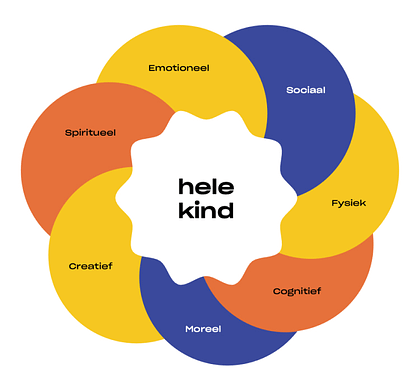 Emotioneel
Sociaal
Spiritueel
hele
kind
Fysiek
Creatief
Cognitief
Moreel